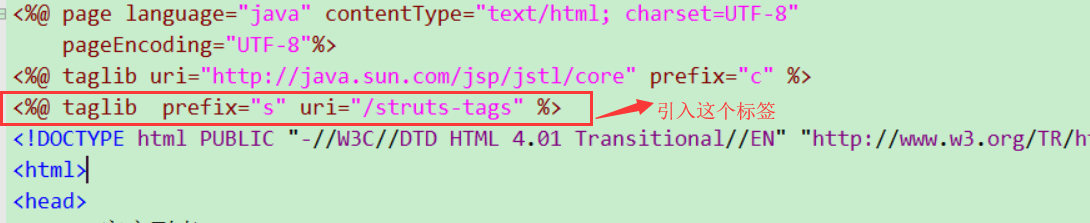 <%@ page language="java" contentType="text/html; charset=UTF-8"
pageEncoding="UTF-8"%>
<%@ taglib uri="http://java.sun.com/jsp/jstl/core" prefix="c" %>
<%@ taglib  prefix="s" uri="/struts-tags" %> 引入这个标签
<!DOCTYPE html PUBLIC "-//W3C//DTD HTML 4.01 Transitional//EN" "http://www.w3.org/TR/ht
<html>
<head>